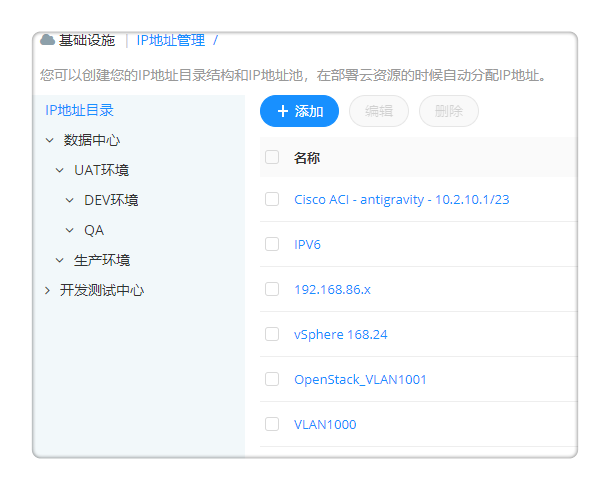 基础设施 | IP地址管理 /
您可以创建您的IP地址目录结构和IP地址池，在部署云资源的时候自动分配IP地址。
IP地址目录
数据中心
UAT环境
DEV环境
QA
生产环境
开发测试中心
+ 添加 编辑 删除
名称
Cisco ACI - antigravity - 10.2.10.1/23
IPV6
192.168.86.x
vSphere 168.24
OpenStack_VLAN1001
VLAN1000